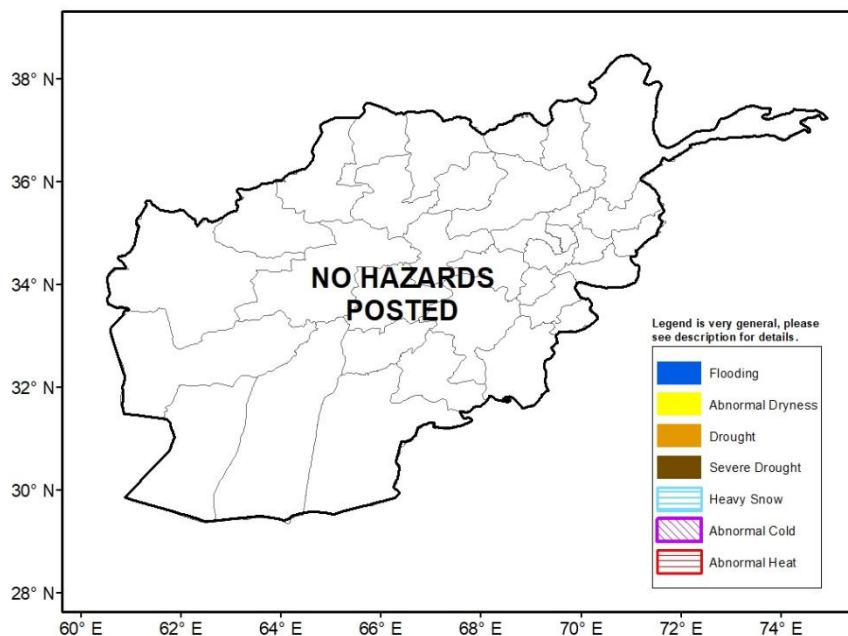 38° N
36° N
34° N
32° N
30° N
28° N
NO HAZARDS
POSTED
Legend is very general, please
see description for details.
Flooding
Abnormal Dryness
Drought
Severe Drought
Heavy Snow
Abnormal Cold
Abnormal Heat
60° E 62° E 64° E 66° E 68° E 70° E 72° E 74° E